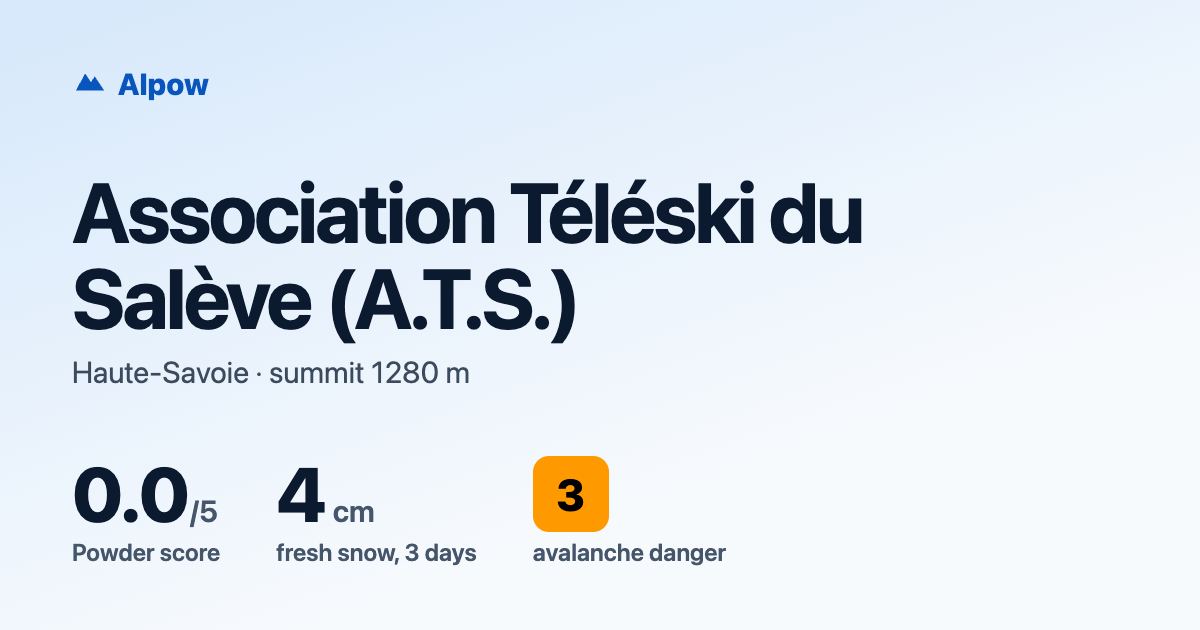 Alpow
Association Téléski du
Salève (A.T.S.)
Haute-Savoie · summit 1280 m
0.0/5 4 cm 3
Powder score fresh snow, 3 days avalanche danger